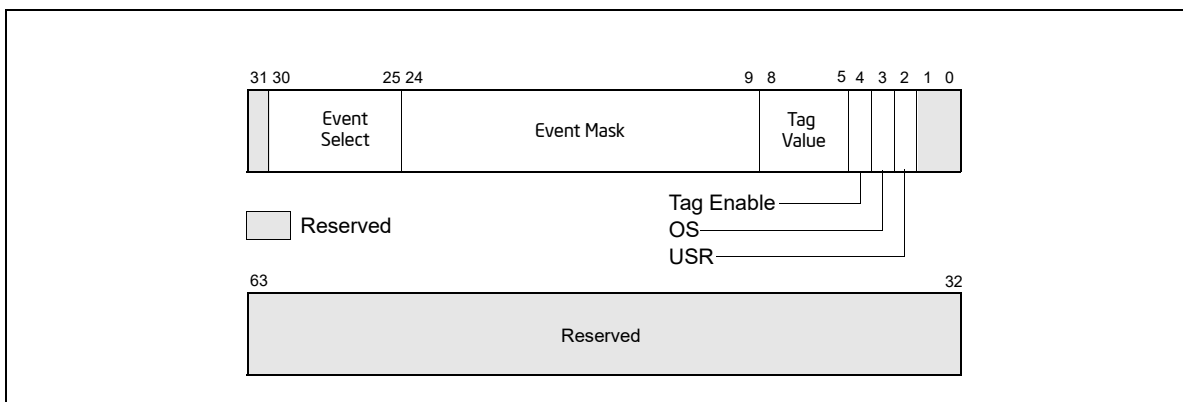 31 30 25 24 9 8 5 4 3 2 1 0
Event Select
Event Mask
Tag Value
Tag Enable
OS
USR
Reserved
63 32
Reserved